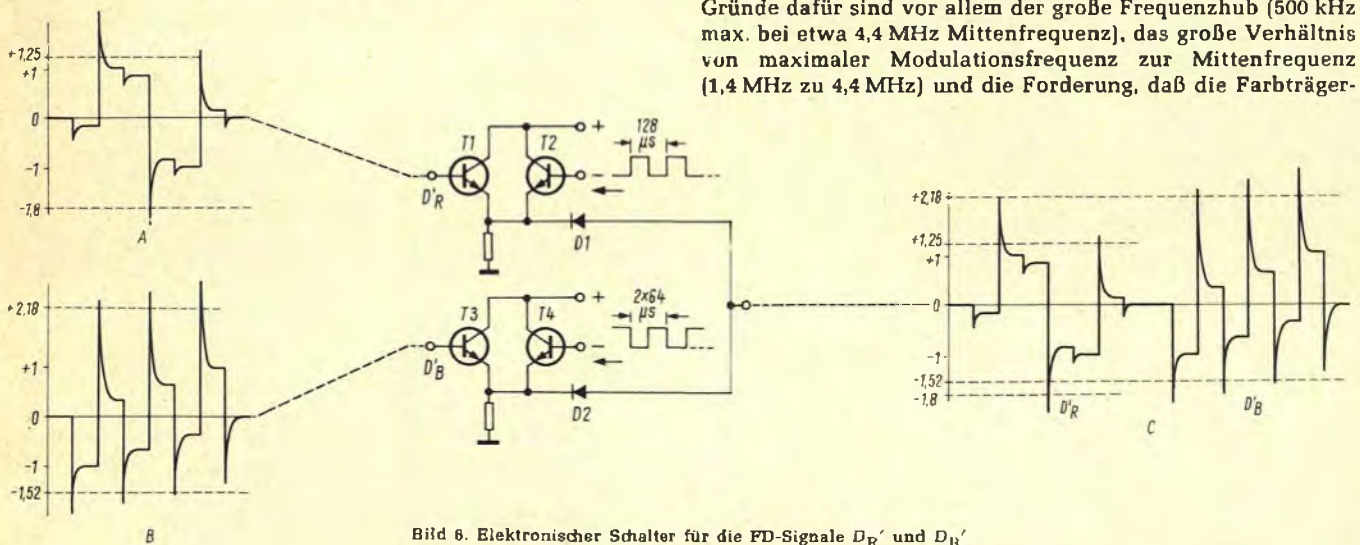 Gründe dafür sind vor allem der große Frequenzhub (500 kHz
max. bei etwa 4,4 MHz Mittenfrequenz), das große Verhältnis
von maximaler Modulationsfrequenz zur Mittenfrequenz
(1,4 MHz zu 4,4 MHz) und die Forderung, daß die Farbträger-
+1,25
+1
0
-1
-1,8
A
+2,18
+1
0
-1
-1,52
B
T1
T2
+
-
128
µs
D'R
D1
T3
T4
+
-
2x64
µs
D'B
D2
+2,18
+1,25
+1
0
-1
-1,52
-1,8
D'R
D'B
C
Bild 6. Elektronischer Schalter für die FD-Signale DR′ und DB′